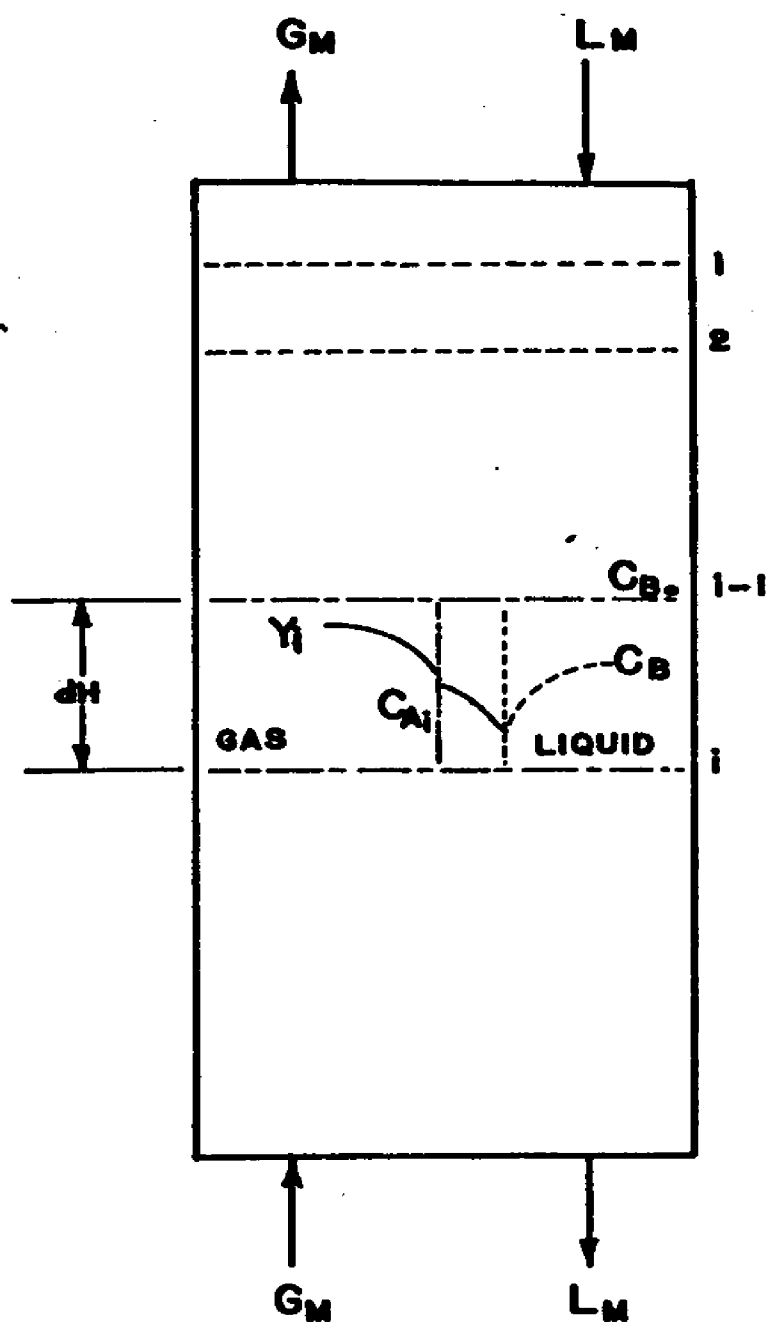 G_M L_M
1
2
C_B₂ i-1
Y_i
C_B
dH C_Ai
GAS LIQUID
i
G_M L_M